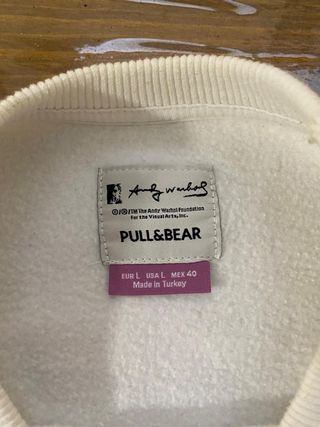 Andy Warhol
©/®/TM The Andy Warhol Foundation
for the Visual Arts, Inc.
PULL&BEAR
EUR L USA L MEX 40
Made in Turkey